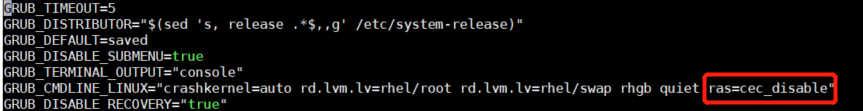 GRUB_TIMEOUT=5
GRUB_DISTRIBUTOR="$(sed 's, release .*$,,g' /etc/system-release)"
GRUB_DEFAULT=saved
GRUB_DISABLE_SUBMENU=true
GRUB_TERMINAL_OUTPUT="console"
GRUB_CMDLINE_LINUX="crashkernel=auto rd.lvm.lv=rhel/root rd.lvm.lv=rhel/swap rhgb quiet ras=cec_disable"
GRUB_DISABLE_RECOVERY="true"